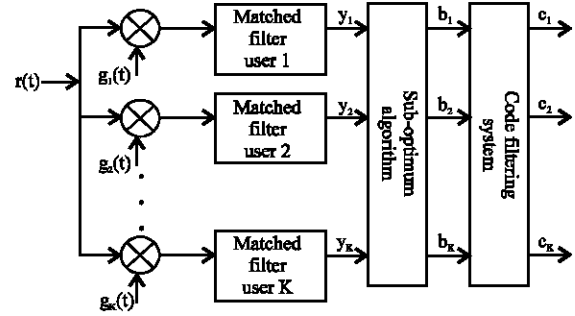 Matched filter user 1
y₁
b₁
c₁
r(t)
g₁(t)
Matched filter user 2
y₂
b₂
c₂
g₂(t)
Sub-optimum algorithm
Code filtering system
Matched filter user K
yK
bK
cK
gK(t)